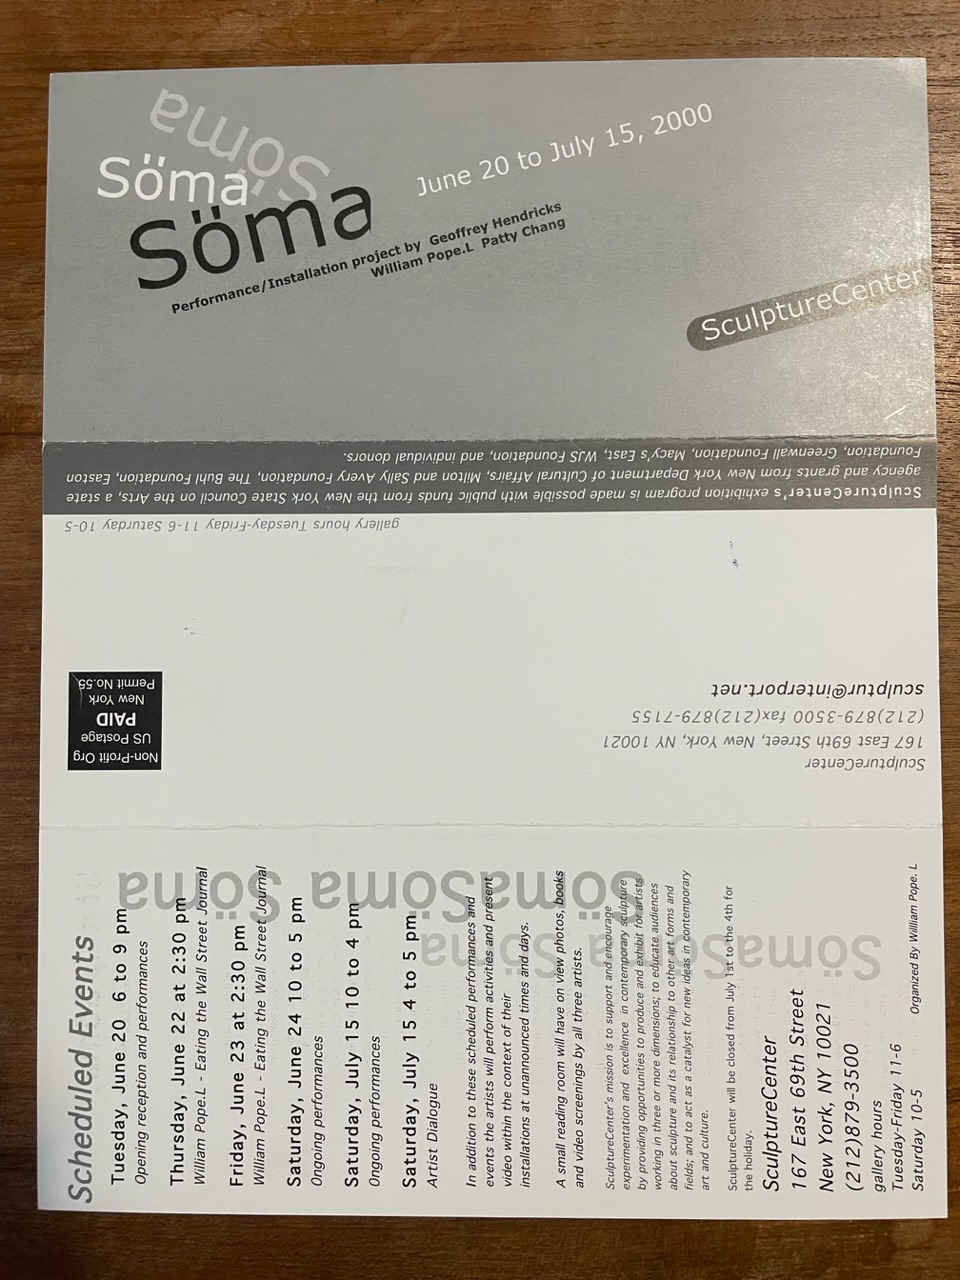 Söma
Söma
Söma
June 20 to July 15, 2000
Performance/Installation project by Geoffrey Hendricks
William Pope.L Patty Chang
SculptureCenter
SculptureCenter's exhibition program is made possible with public funds from the New York State Council on the Arts, a state
agency and grants from New York Department of Cultural Affairs, Milton and Sally Avery Foundation, The Buhl Foundation, Easton
Foundation, Greenwall Foundation, Macy's East, WJS Foundation, and individual donors.
SculptureCenter
167 East 69th Street, New York, NY 10021
(212)879-3500 fax(212)879-7155
sculptur@interport.net
gallery hours Tuesday-Friday 11-6 Saturday 10-5
Non-Profit Org
US Postage
PAID
New York
Permit No.55
Söma SömaSöma
SömaSöma Söma
Scheduled Events
Tuesday, June 20 6 to 9 pm
Opening reception and performances
Thursday, June 22 at 2:30 pm
William Pope.L - Eating the Wall Street Journal
Friday, June 23 at 2:30 pm
William Pope.L - Eating the Wall Street Journal
Saturday, June 24 10 to 5 pm
Ongoing performances
Saturday, July 15 10 to 4 pm
Ongoing performances
Saturday, July 15 4 to 5 pm
Artist Dialogue
In addition to these scheduled performances and
events the artists will perform activities and present
video within the context of their
installations at unannounced times and days.
A small reading room will have on view photos, books
and video screenings by all three artists.
SculptureCenter's mission is to support and encourage
experimentation and excellence in contemporary sculpture
by providing opportunities to produce and exhibit for artists
working in three or more dimensions; to educate audiences
about sculpture and its relationship to other art forms and
fields; and to act as a catalyst for new ideas in contemporary
art and culture.
SculptureCenter will be closed from July 1st to the 4th for
the holiday.
SculptureCenter
167 East 69th Street
New York, NY 10021
(212)879-3500
gallery hours
Tuesday-Friday 11-6
Saturday 10-5
Organized By William Pope. L